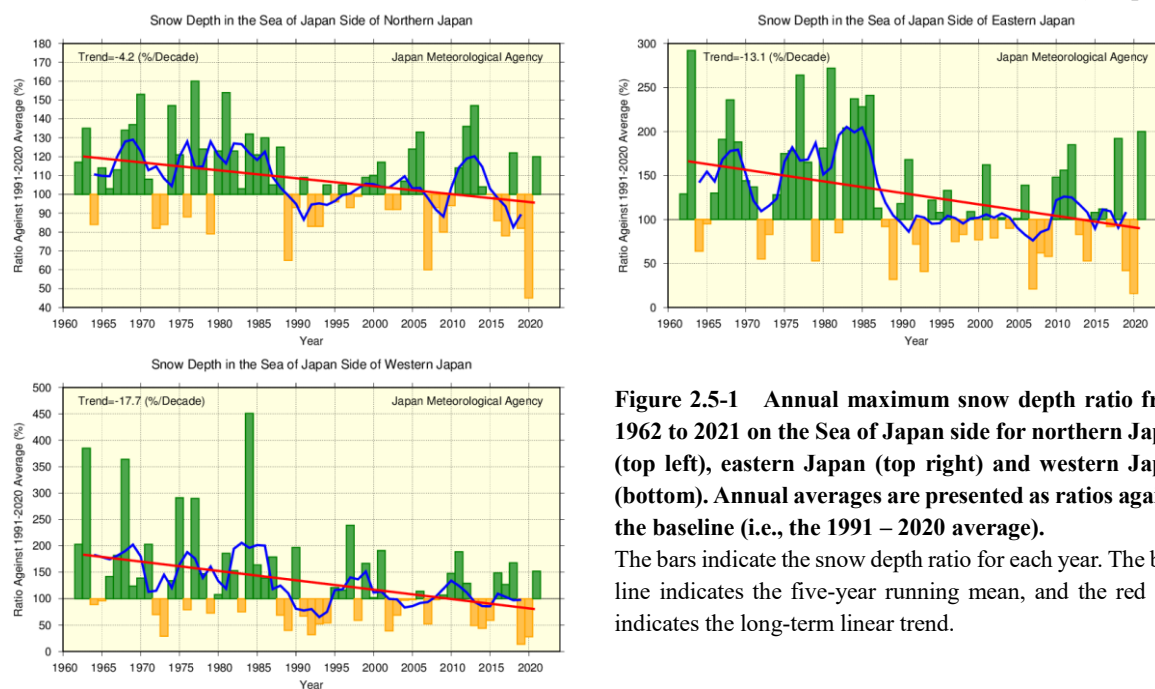 Snow Depth in the Sea of Japan Side of Northern Japan
Trend=-4.2 (%/Decade)
Japan Meteorological Agency
Ratio Against 1991-2020 Average (%)
180
170
160
150
140
130
120
110
100
90
80
70
60
50
40
1960 1965 1970 1975 1980 1985 1990 1995 2000 2005 2010 2015 2020
Year
Snow Depth in the Sea of Japan Side of Eastern Japan
Trend=-13.1 (%/Decade)
Japan Meteorological Agency
Ratio Against 1991-2020 Average (%)
300
250
200
150
100
50
0
1960 1965 1970 1975 1980 1985 1990 1995 2000 2005 2010 2015 2020
Year
Snow Depth in the Sea of Japan Side of Western Japan
Trend=-17.7 (%/Decade)
Japan Meteorological Agency
Ratio Against 1991-2020 Average (%)
500
450
400
350
300
250
200
150
100
50
0
1960 1965 1970 1975 1980 1985 1990 1995 2000 2005 2010 2015 2020
Year
Figure 2.5-1 Annual maximum snow depth ratio fr
1962 to 2021 on the Sea of Japan side for northern Jap
(top left), eastern Japan (top right) and western Jap
(bottom). Annual averages are presented as ratios agai
the baseline (i.e., the 1991 – 2020 average).
The bars indicate the snow depth ratio for each year. The b
line indicates the five-year running mean, and the red
indicates the long-term linear trend.